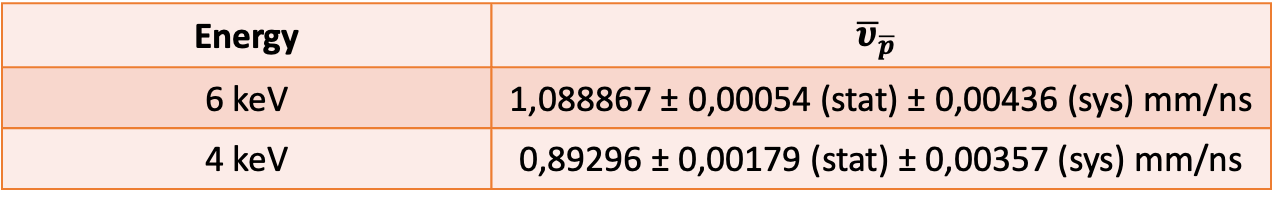 Energy	v̅p̅
6 keV	1,088867 ± 0,00054 (stat) ± 0,00436 (sys) mm/ns
4 keV	0,89296 ± 0,00179 (stat) ± 0,00357 (sys) mm/ns